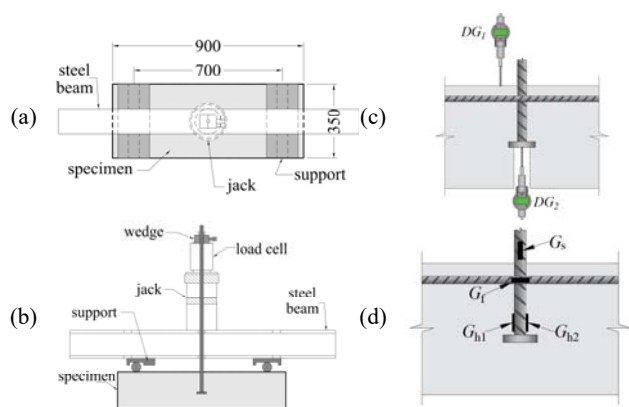 (a)
900
700
steel
beam
350
specimen
jack
support
(b)
wedge
load cell
jack
steel
beam
support
specimen
(c)
DG1
DG2
(d)
Gs
Gf
Gh1
Gh2